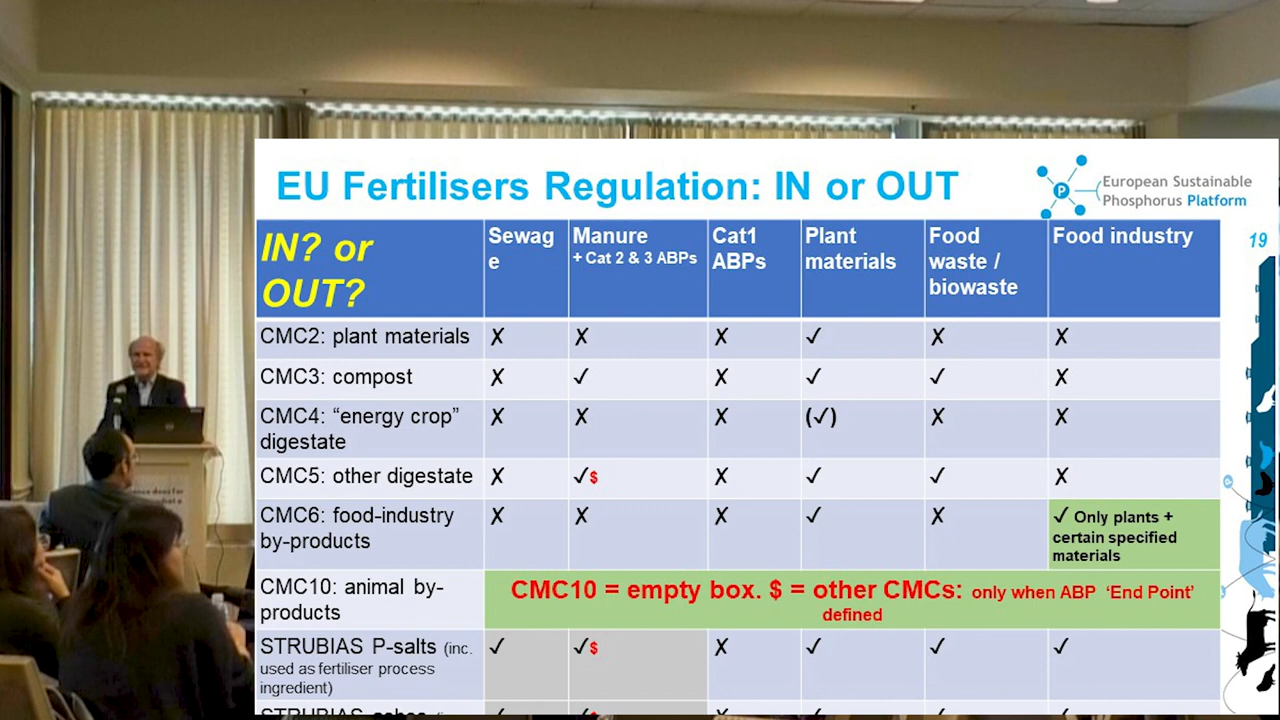 EU Fertilisers Regulation: IN or OUT
European Sustainable
Phosphorus Platform
P
19
IN? or
OUT?
Sewag
e
Manure
+ Cat 2 & 3 ABPs
Cat1
ABPs
Plant
materials
Food
waste /
biowaste
Food industry
CMC2: plant materials ✗ ✗ ✗ ✓ ✗ ✗
CMC3: compost ✗ ✓ ✗ ✓ ✓ ✗
CMC4: “energy crop”
digestate
✗ ✗ ✗ (✓) ✗ ✗
CMC5: other digestate ✗ ✓$ ✗ ✓ ✓ ✗
CMC6: food-industry
by-products
✗ ✗ ✗ ✓ ✗
✓ Only plants +
certain specified
materials
CMC10: animal by-
products
CMC10 = empty box. $ = other CMCs: only when ABP ‘End Point’
defined
STRUBIAS P-salts (inc.
used as fertiliser process
ingredient)
✓ ✓$ ✗ ✓ ✓ ✓